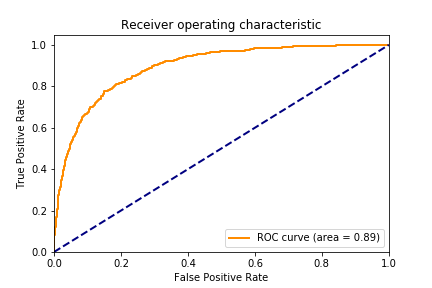 Receiver operating characteristic
True Positive Rate
1.0
0.8
0.6
0.4
0.2
0.0
ROC curve (area = 0.89)
0.0 0.2 0.4 0.6 0.8 1.0
False Positive Rate